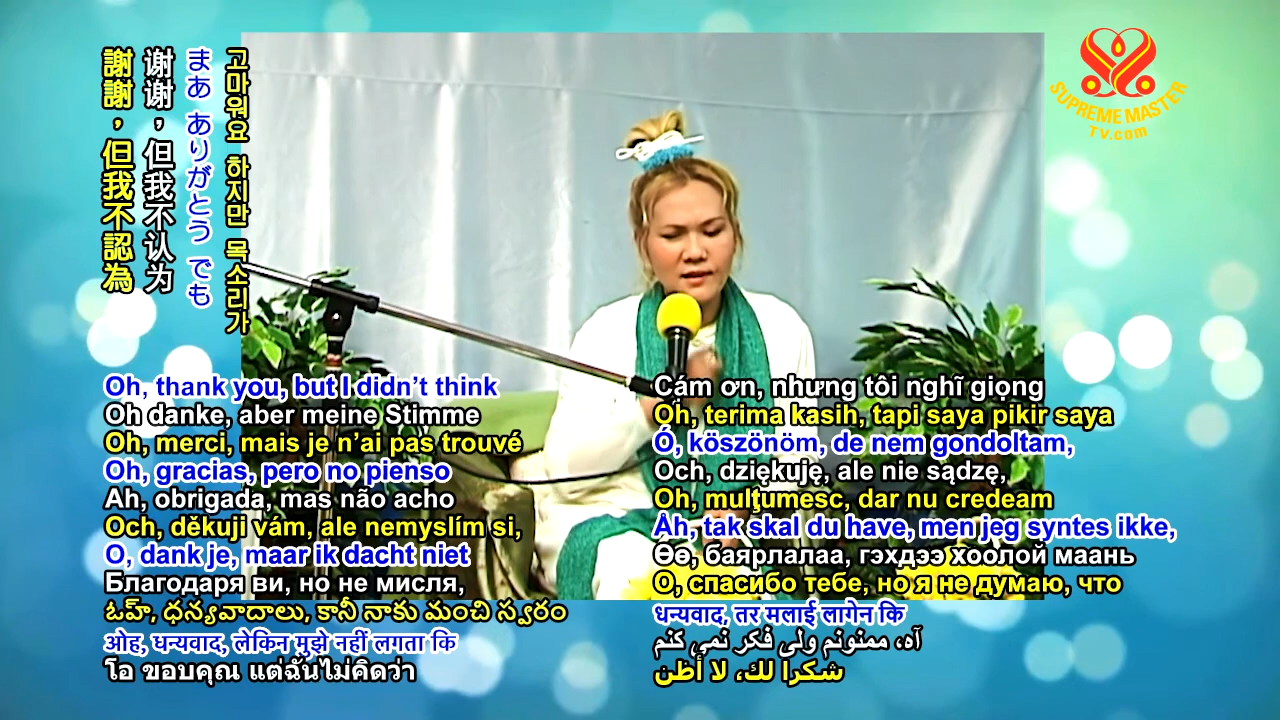 謝謝，但我不認為
谢谢，但我不认为
まあ ありがとう でも
고마워요 하지만 목소리가
SUPREME MASTER
TV.com
Oh, thank you, but I didn't think
Oh danke, aber meine Stimme
Oh, merci, mais je n'ai pas trouvé
Oh, gracias, pero no pienso
Ah, obrigada, mas não acho
Och, děkuji vám, ale nemyslím si,
O, dank je, maar ik dacht niet
Благодаря ви, но не мисля,
ఓహ్, ధన్యవాదాలు, కానీ నాకు మంచి స్వరం
ओह, धन्यवाद, लेकिन मुझे नहीं लगता कि
โอ ขอบคุณ แต่ฉันไม่คิดว่า
Cám ơn, nhưng tôi nghĩ giọng
Oh, terima kasih, tapi saya pikir saya
Ó, köszönöm, de nem gondoltam,
Och, dziękuję, ale nie sądzę,
Oh, mulţumesc, dar nu credeam
Åh, tak skal du have, men jeg syntes ikke,
Өө, баярлалаа, гэхдээ хоолой маань
О, спасибо тебе, но я не думаю, что
धन्यवाद, तर मलाई लागेन कि
آه، ممنونم ولی فکر نمی کنم
شكرا لك، لا أظن